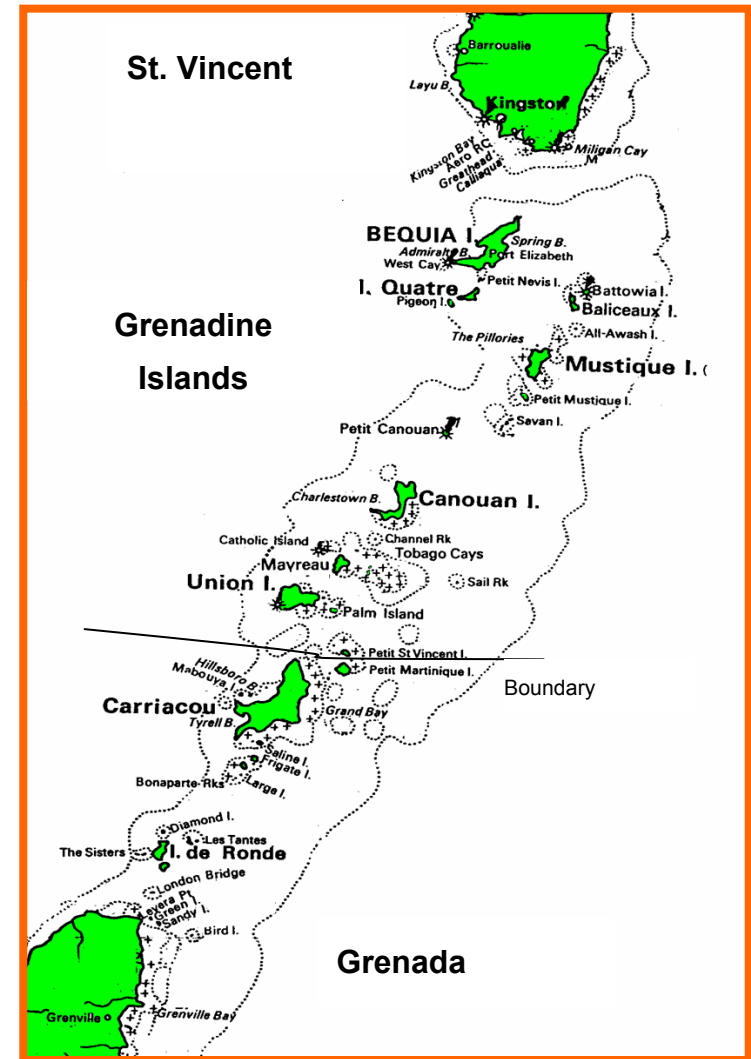 St. Vincent
Barroualie
Layu B.
Kingston
Kingston Bay
Aero RC
Greathead
Calliaqua
Miligan Cay
M
BEQUIA I.
Spring B.
Admiralty B.
Port Elizabeth
West Cay
Petit Nevis I.
I. Quatre
Pigeon I.
Battowia I.
Baliceaux I.
Grenadine
Islands
All-Awash I.
The Pillories
Mustique I. (
Petit Mustique I.
Savan I.
Petit Canouan
Charlestown B.
Canouan I.
Catholic Island
Channel Rk
Tobago Cays
Mayreau
Union I.
Sail Rk
Palm Island
Petit St Vincent I.
Petit Martinique I.
Boundary
Hillsboro B.
Mabouya I.
Carriacou
Tyrell B.
Grand Bay
Saline I.
Frigate I.
Bonaparte Rks
Large I.
Diamond I.
Les Tantes
The Sisters
I. de Ronde
London Bridge
Levera Pt
Green I.
Sandy I.
Bird I.
Grenada
Grenville
Grenville Bay